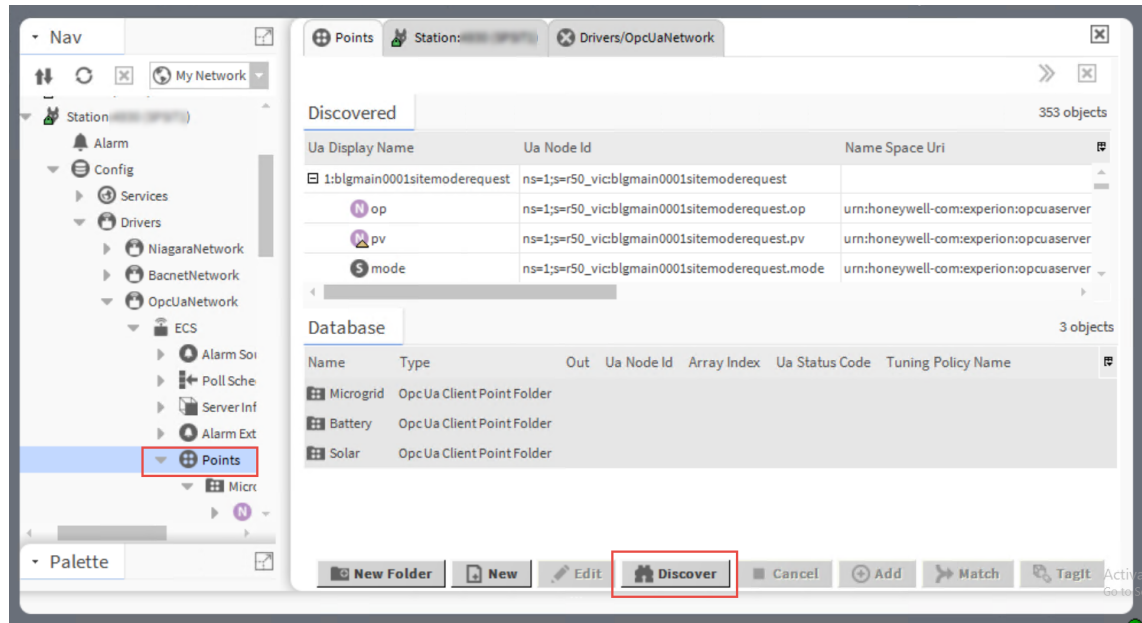 Nav
My Network
Station
Alarm
Config
Services
Drivers
NiagaraNetwork
BacnetNetwork
OpcUaNetwork
ECS
Alarm Sou
Poll Sche
Server Inf
Alarm Ext
Points
Micro
N
Palette
Points Station: Drivers/OpcUaNetwork
Discovered 353 objects
Ua Display Name Ua Node Id Name Space Uri
1:blgmain0001sitemoderequest ns=1;s=r50_vic:blgmain0001sitemoderequest
N op ns=1;s=r50_vic:blgmain0001sitemoderequest.op urn:honeywell-com:experion:opcuaserver
N pv ns=1;s=r50_vic:blgmain0001sitemoderequest.pv urn:honeywell-com:experion:opcuaserver
S mode ns=1;s=r50_vic:blgmain0001sitemoderequest.mode urn:honeywell-com:experion:opcuaserver
Database 3 objects
Name Type Out Ua Node Id Array Index Ua Status Code Tuning Policy Name
Microgrid Opc Ua Client Point Folder
Battery Opc Ua Client Point Folder
Solar Opc Ua Client Point Folder
New Folder New Edit Discover Cancel Add Match TagIt
Activa
Go to S